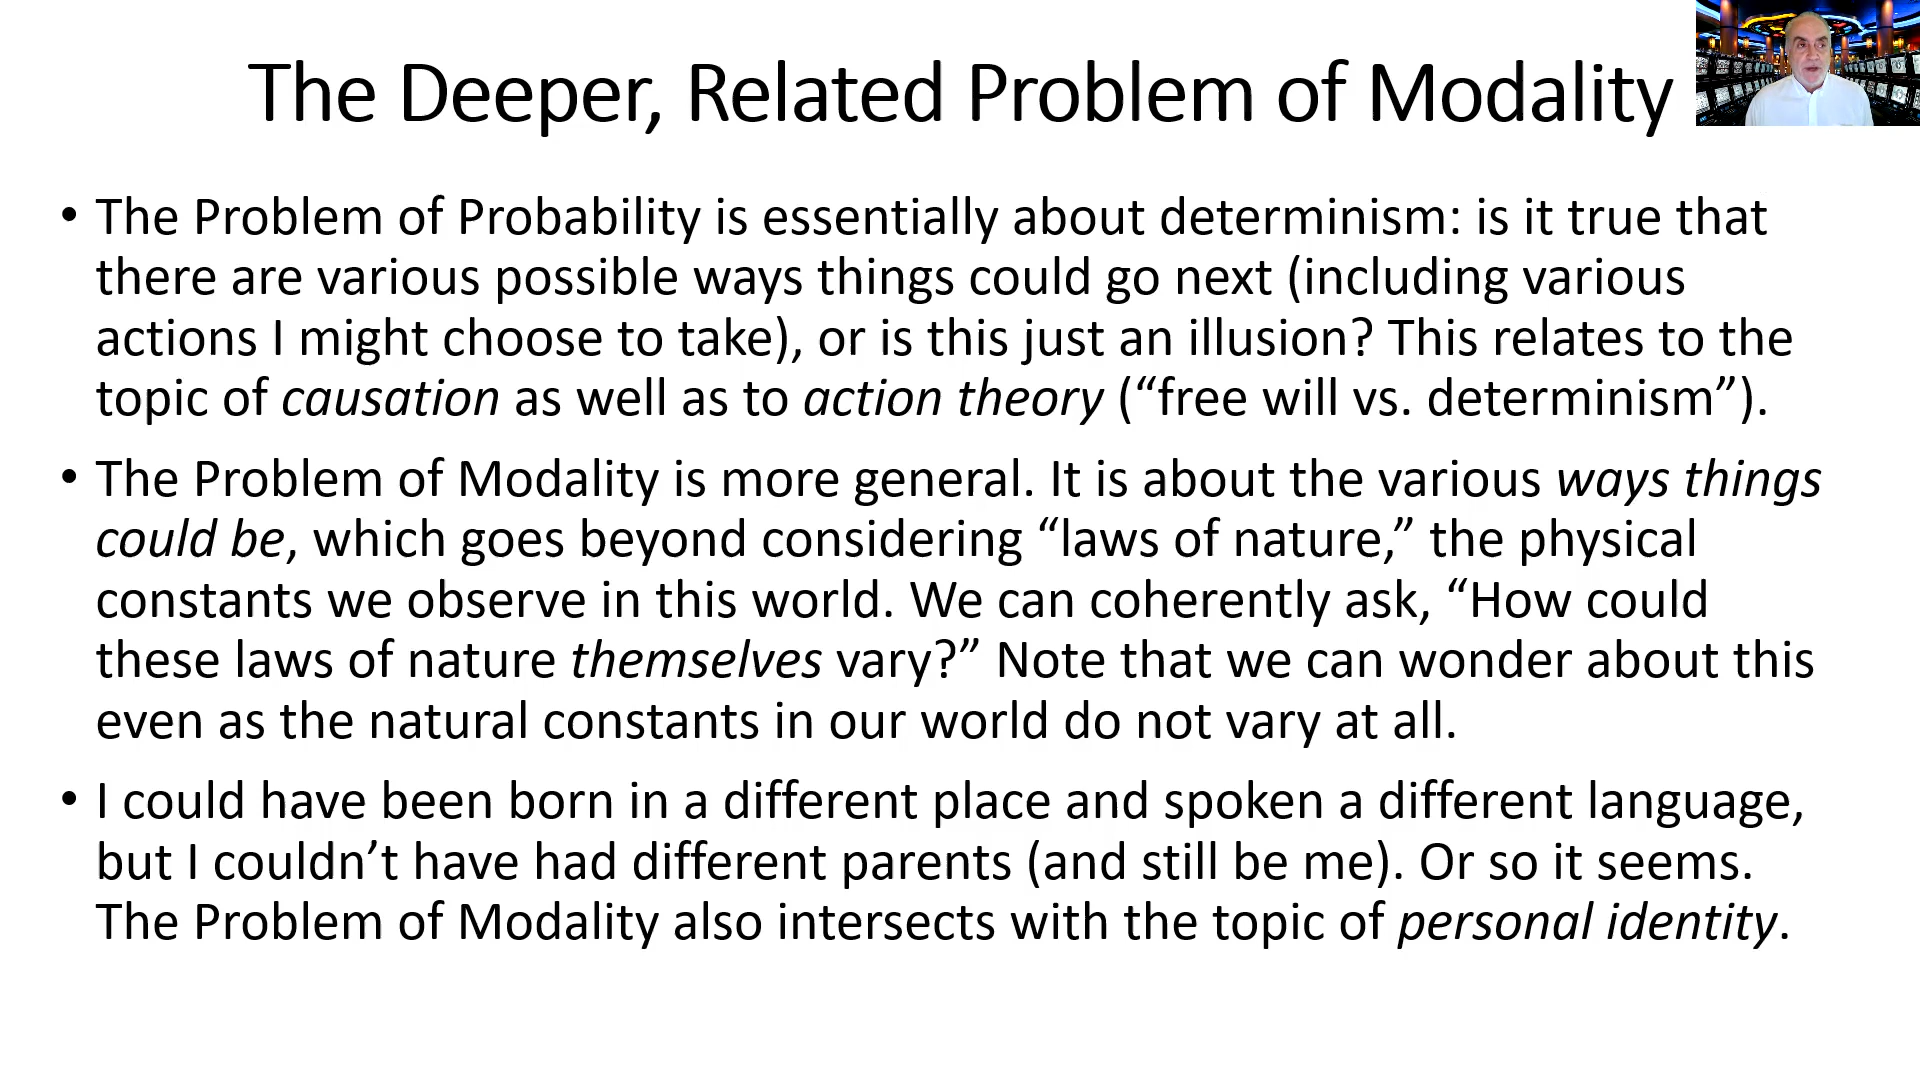 The Deeper, Related Problem of Modality
• The Problem of Probability is essentially about determinism: is it true that
there are various possible ways things could go next (including various
actions I might choose to take), or is this just an illusion? This relates to the
topic of causation as well as to action theory (“free will vs. determinism”).
• The Problem of Modality is more general. It is about the various ways things
could be, which goes beyond considering “laws of nature,” the physical
constants we observe in this world. We can coherently ask, “How could
these laws of nature themselves vary?” Note that we can wonder about this
even as the natural constants in our world do not vary at all.
• I could have been born in a different place and spoken a different language,
but I couldn’t have had different parents (and still be me). Or so it seems.
The Problem of Modality also intersects with the topic of personal identity.